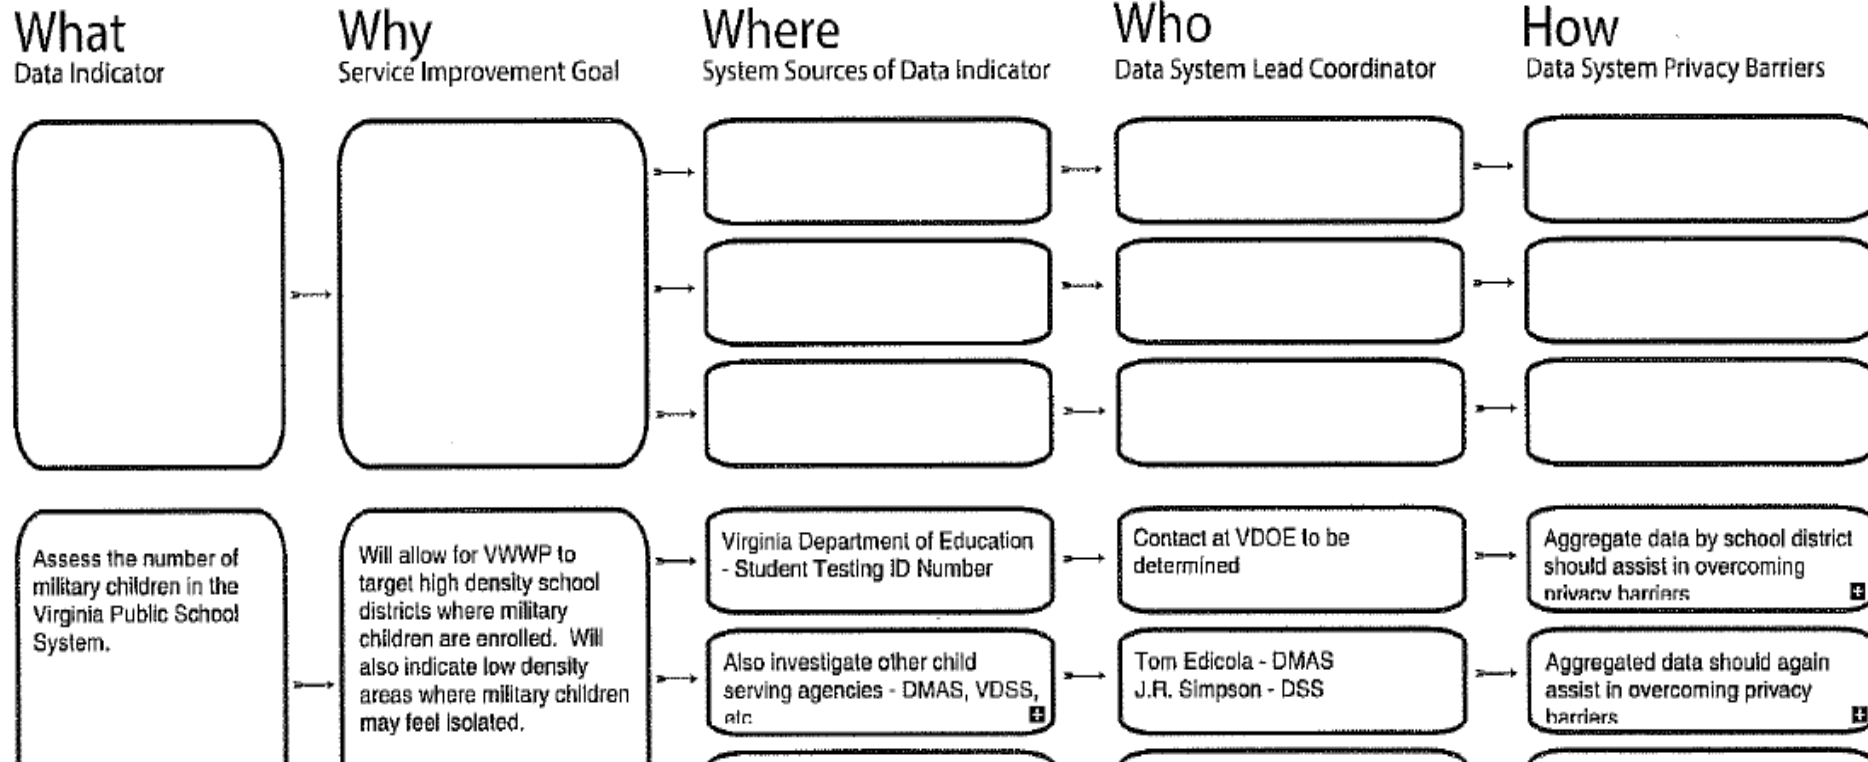 What
Data Indicator
Why
Service Improvement Goal
Where
System Sources of Data Indicator
Who
Data System Lead Coordinator
How
Data System Privacy Barriers
Assess the number of
military children in the
Virginia Public School
System.
Will allow for VWWP to
target high density school
districts where military
children are enrolled. Will
also indicate low density
areas where military children
may feel isolated.
Virginia Department of Education
- Student Testing ID Number
Contact at VDOE to be
determined
Aggregate data by school district
should assist in overcoming
privacy barriers
Also investigate other child
serving agencies - DMAS, VDSS,
etc
Tom Edicola - DMAS
J.R. Simpson - DSS
Aggregated data should again
assist in overcoming privacy
barriers